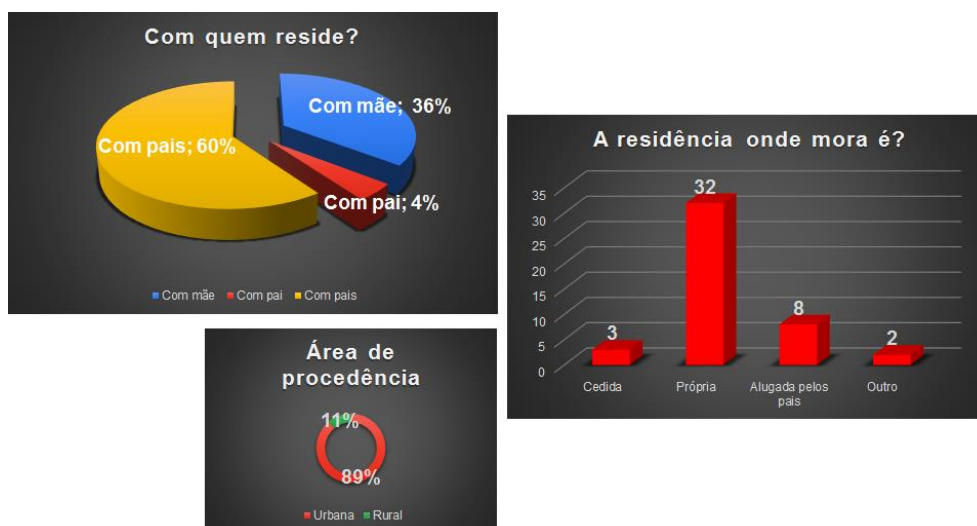 Com quem reside?
Com mãe; 36%
Com pais; 60%
Com pai; 4%
Com mãe Com pai Com pais
A residência onde mora é?
35
30
25
20
15
10
5
0
3
32
8
2
Cedida Própria Alugada pelos Outro
pais
Área de
procedência
11%
89%
Urbana Rural